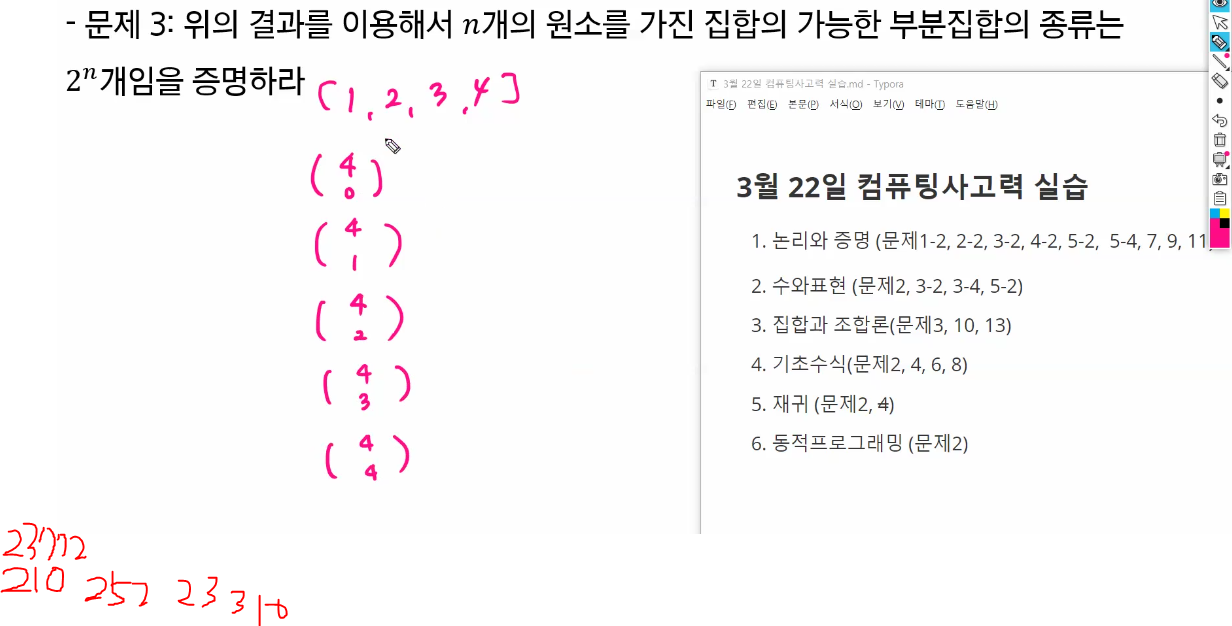 - 문제 3: 위의 결과를 이용해서 n개의 원소를 가진 집합의 가능한 부분집합의 종류는
2ⁿ개임을 증명하라
[1, 2, 3, 4]
(4
0)
(4
1)
(4
2)
(4
3)
(4
4)
T 3월 22일 컴퓨팅사고력 실습.md - Typora
파일(F) 편집(E) 본문(P) 서식(O) 보기(V) 테마(T) 도움말(H)
3월 22일 컴퓨팅사고력 실습
1. 논리와 증명 (문제1-2, 2-2, 3-2, 4-2, 5-2, 5-4, 7, 9, 11)
2. 수와표현 (문제2, 3-2, 3-4, 5-2)
3. 집합과 조합론(문제3, 10, 13)
4. 기초수식(문제2, 4, 6, 8)
5. 재귀 (문제2, 4)
6. 동적프로그래밍 (문제2)
210 252 23